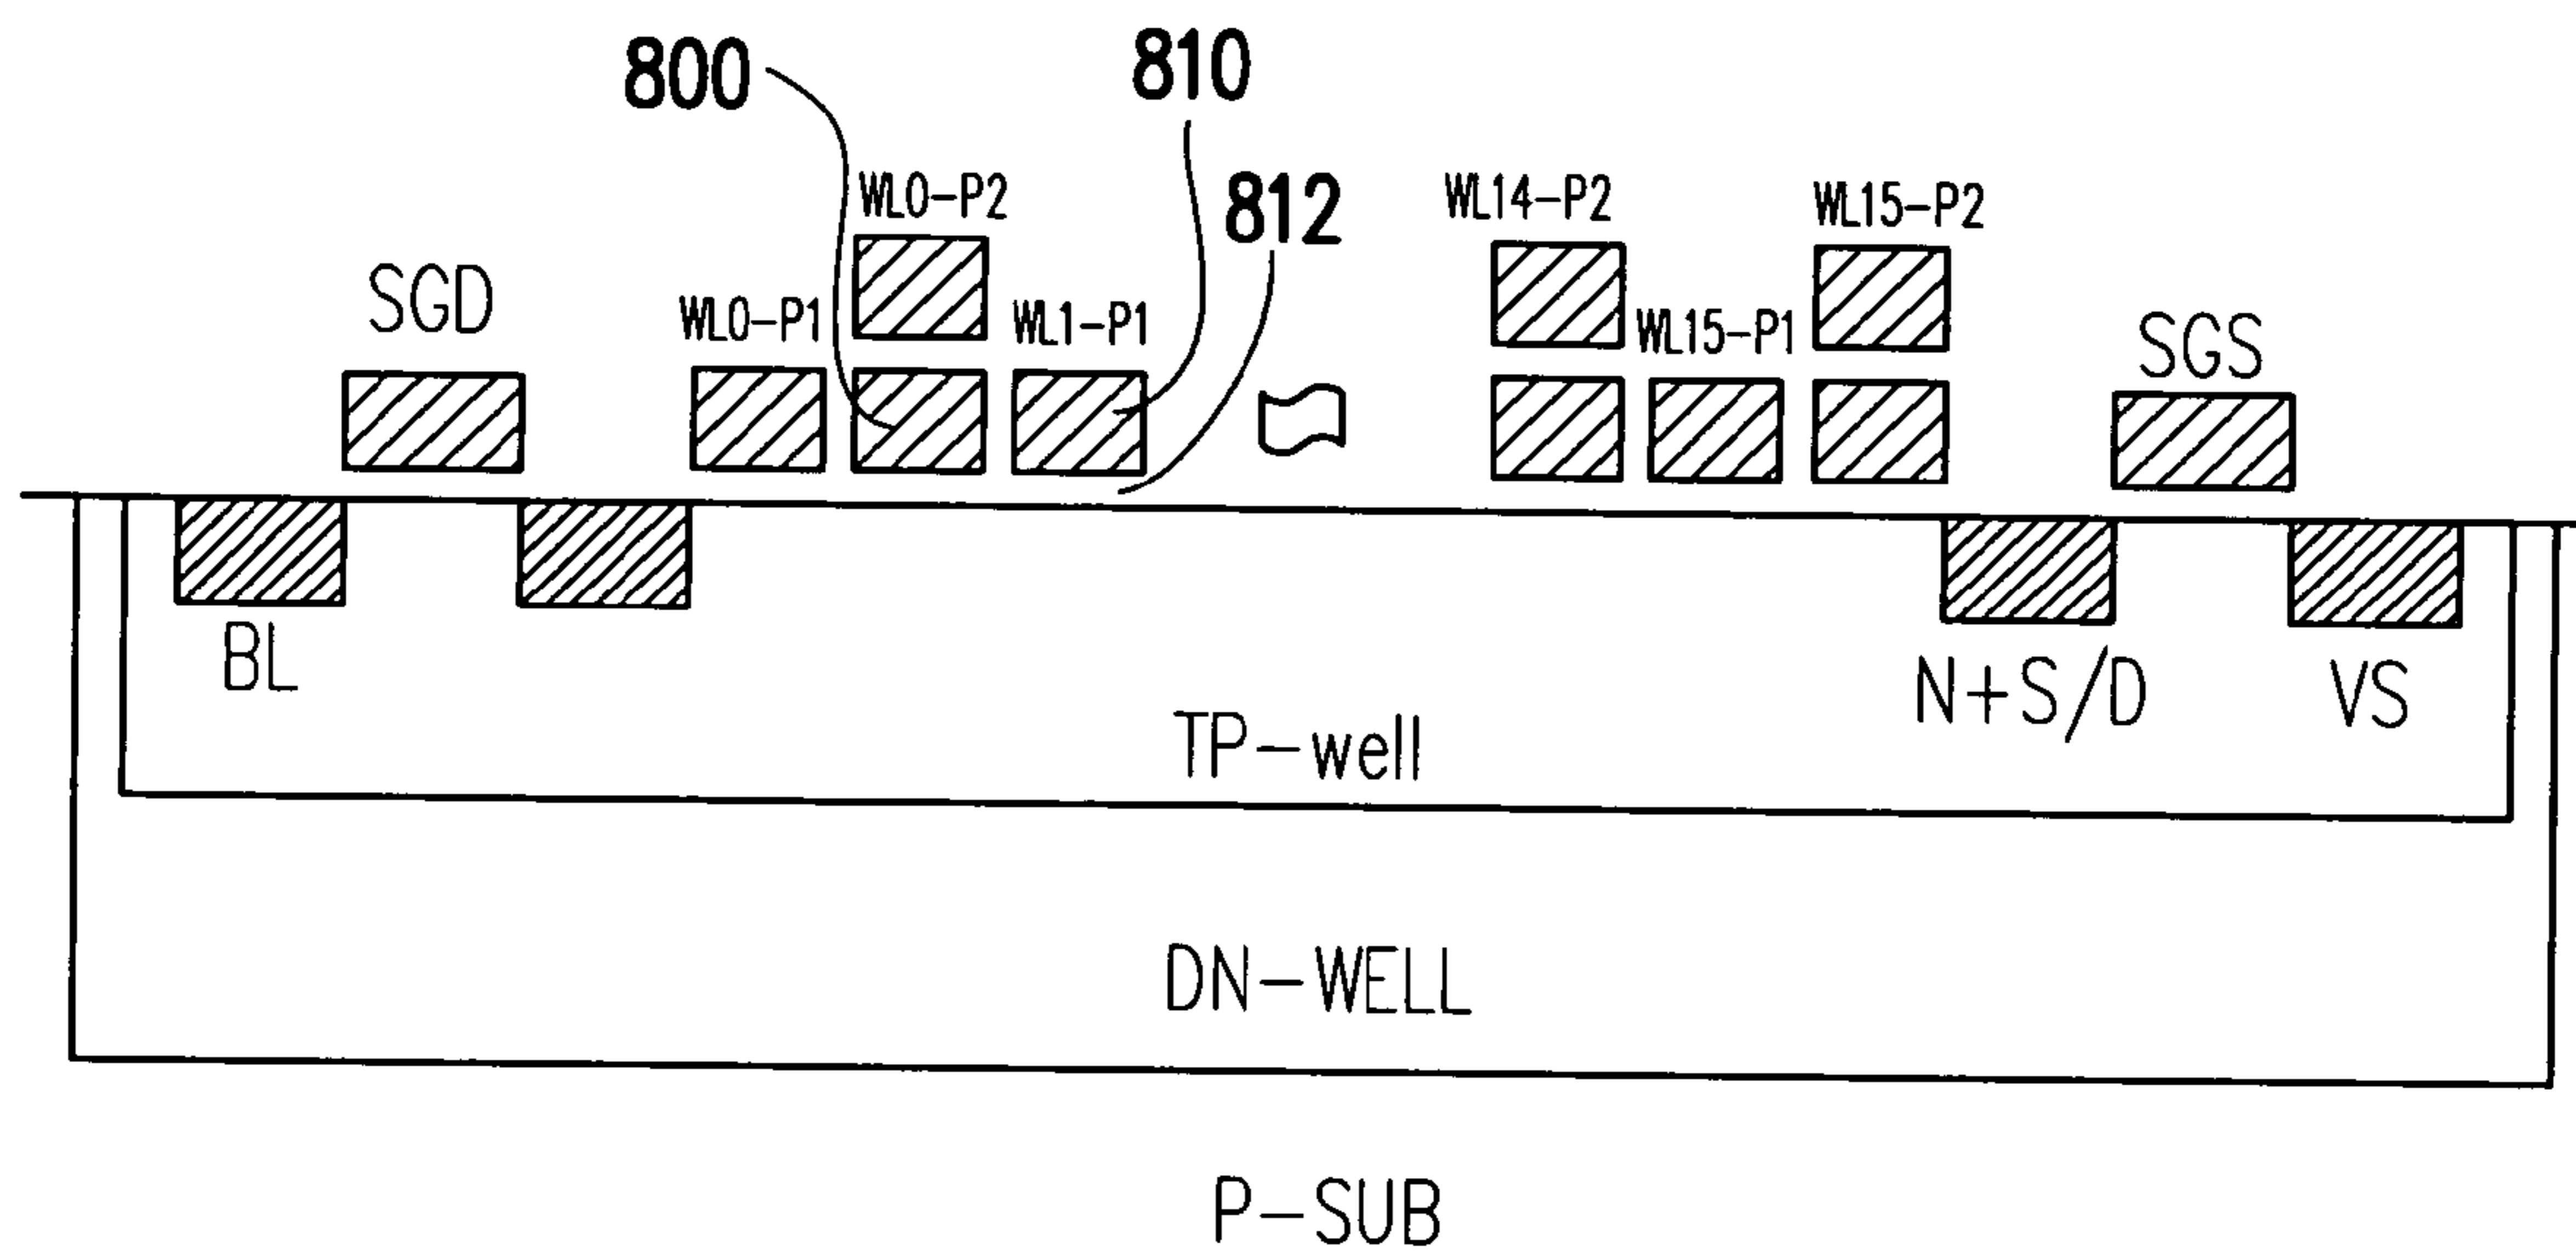 800
810
812
WL0-P2
WL14-P2
WL15-P2
SGD
WL0-P1
WL1-P1
WL15-P1
SGS
BL
N+S/D
VS
TP-well
DN-WELL
P-SUB